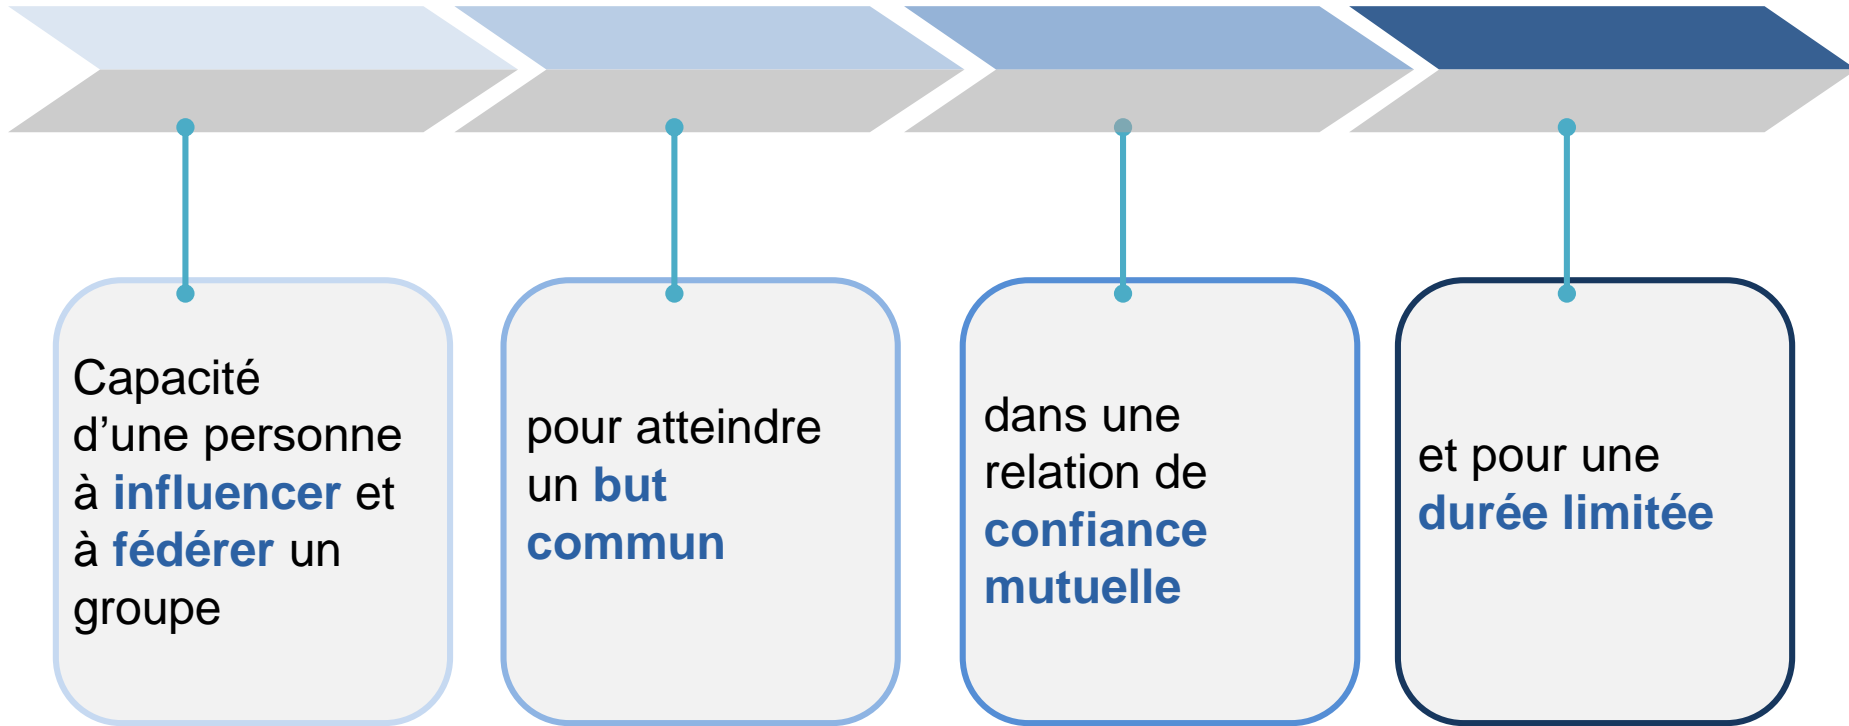 Capacité
d’une personne
à influencer et
à fédérer un
groupe
pour atteindre
un but
commun
dans une
relation de
confiance
mutuelle
et pour une
durée limitée